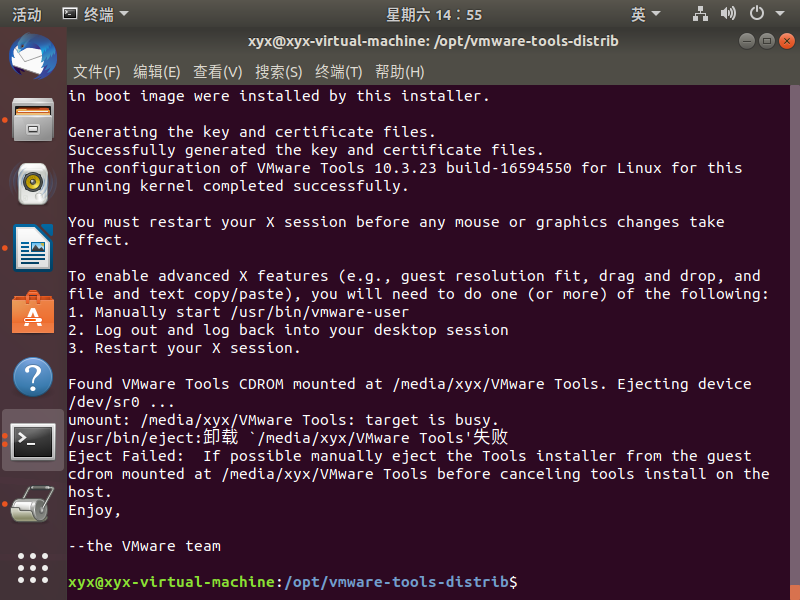 活动 终端 星期六 14：55 英
xyx@xyx-virtual-machine: /opt/vmware-tools-distrib
文件(F) 编辑(E) 查看(V) 搜索(S) 终端(T) 帮助(H)
in boot image were installed by this installer.
Generating the key and certificate files.
Successfully generated the key and certificate files.
The configuration of VMware Tools 10.3.23 build-16594550 for Linux for this
running kernel completed successfully.
You must restart your X session before any mouse or graphics changes take
effect.
To enable advanced X features (e.g., guest resolution fit, drag and drop, and
file and text copy/paste), you will need to do one (or more) of the following:
1. Manually start /usr/bin/vmware-user
2. Log out and log back into your desktop session
3. Restart your X session.
Found VMware Tools CDROM mounted at /media/xyx/VMware Tools. Ejecting device
/dev/sr0 ...
umount: /media/xyx/VMware Tools: target is busy.
/usr/bin/eject:卸载 `/media/xyx/VMware Tools'失败
Eject Failed:  If possible manually eject the Tools installer from the guest
cdrom mounted at /media/xyx/VMware Tools before canceling tools install on the
host.
Enjoy,
--the VMware team
xyx@xyx-virtual-machine:/opt/vmware-tools-distrib$